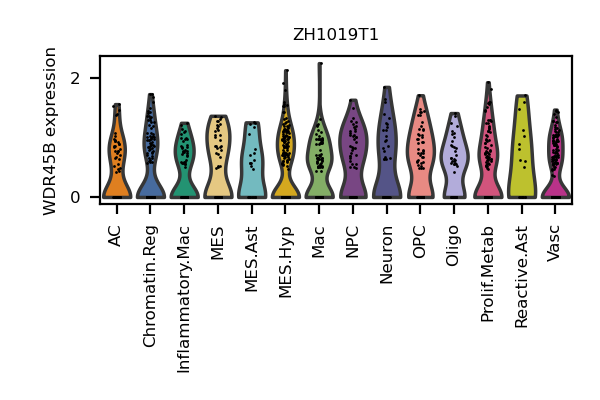 ZH1019T1
WDR45B expression
2
0
AC
Chromatin.Reg
Inflammatory.Mac
MES
MES.Ast
MES.Hyp
Mac
NPC
Neuron
OPC
Oligo
Prolif.Metab
Reactive.Ast
Vasc